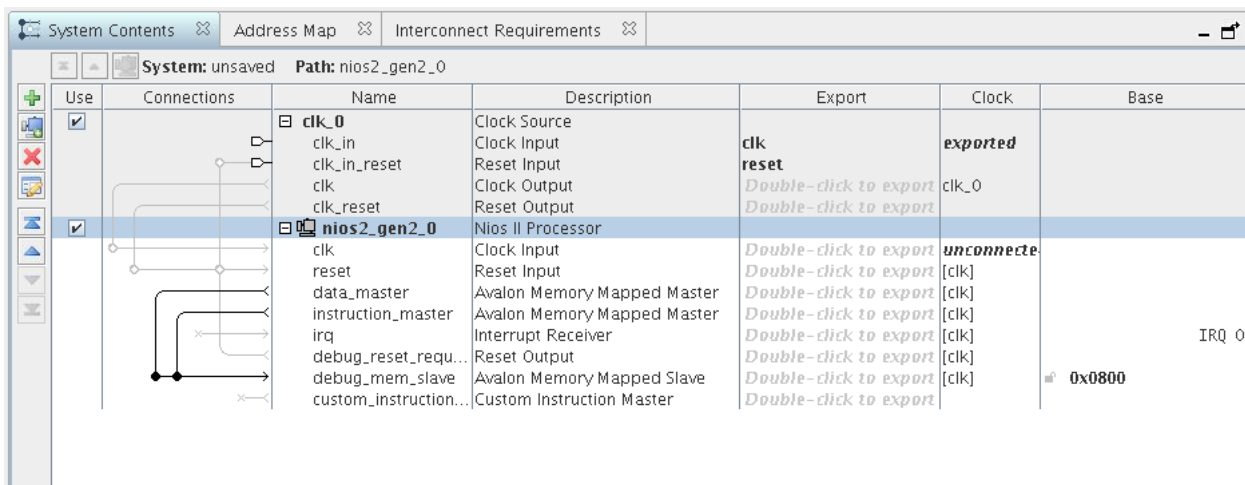 System Contents Address Map Interconnect Requirements
System: unsaved Path: nios2_gen2_0
Use Connections Name Description Export Clock Base
clk_0 Clock Source
clk_in Clock Input clk exported
clk_in_reset Reset Input reset
clk Clock Output Double-click to export clk_0
clk_reset Reset Output Double-click to export
nios2_gen2_0 Nios II Processor
clk Clock Input Double-click to export unconnecte
reset Reset Input Double-click to export [clk]
data_master Avalon Memory Mapped Master Double-click to export [clk]
instruction_master Avalon Memory Mapped Master Double-click to export [clk]
irq Interrupt Receiver Double-click to export [clk] IRQ 0
debug_reset_requ... Reset Output Double-click to export [clk]
debug_mem_slave Avalon Memory Mapped Slave Double-click to export [clk] 0x0800
custom_instruction... Custom Instruction Master Double-click to export